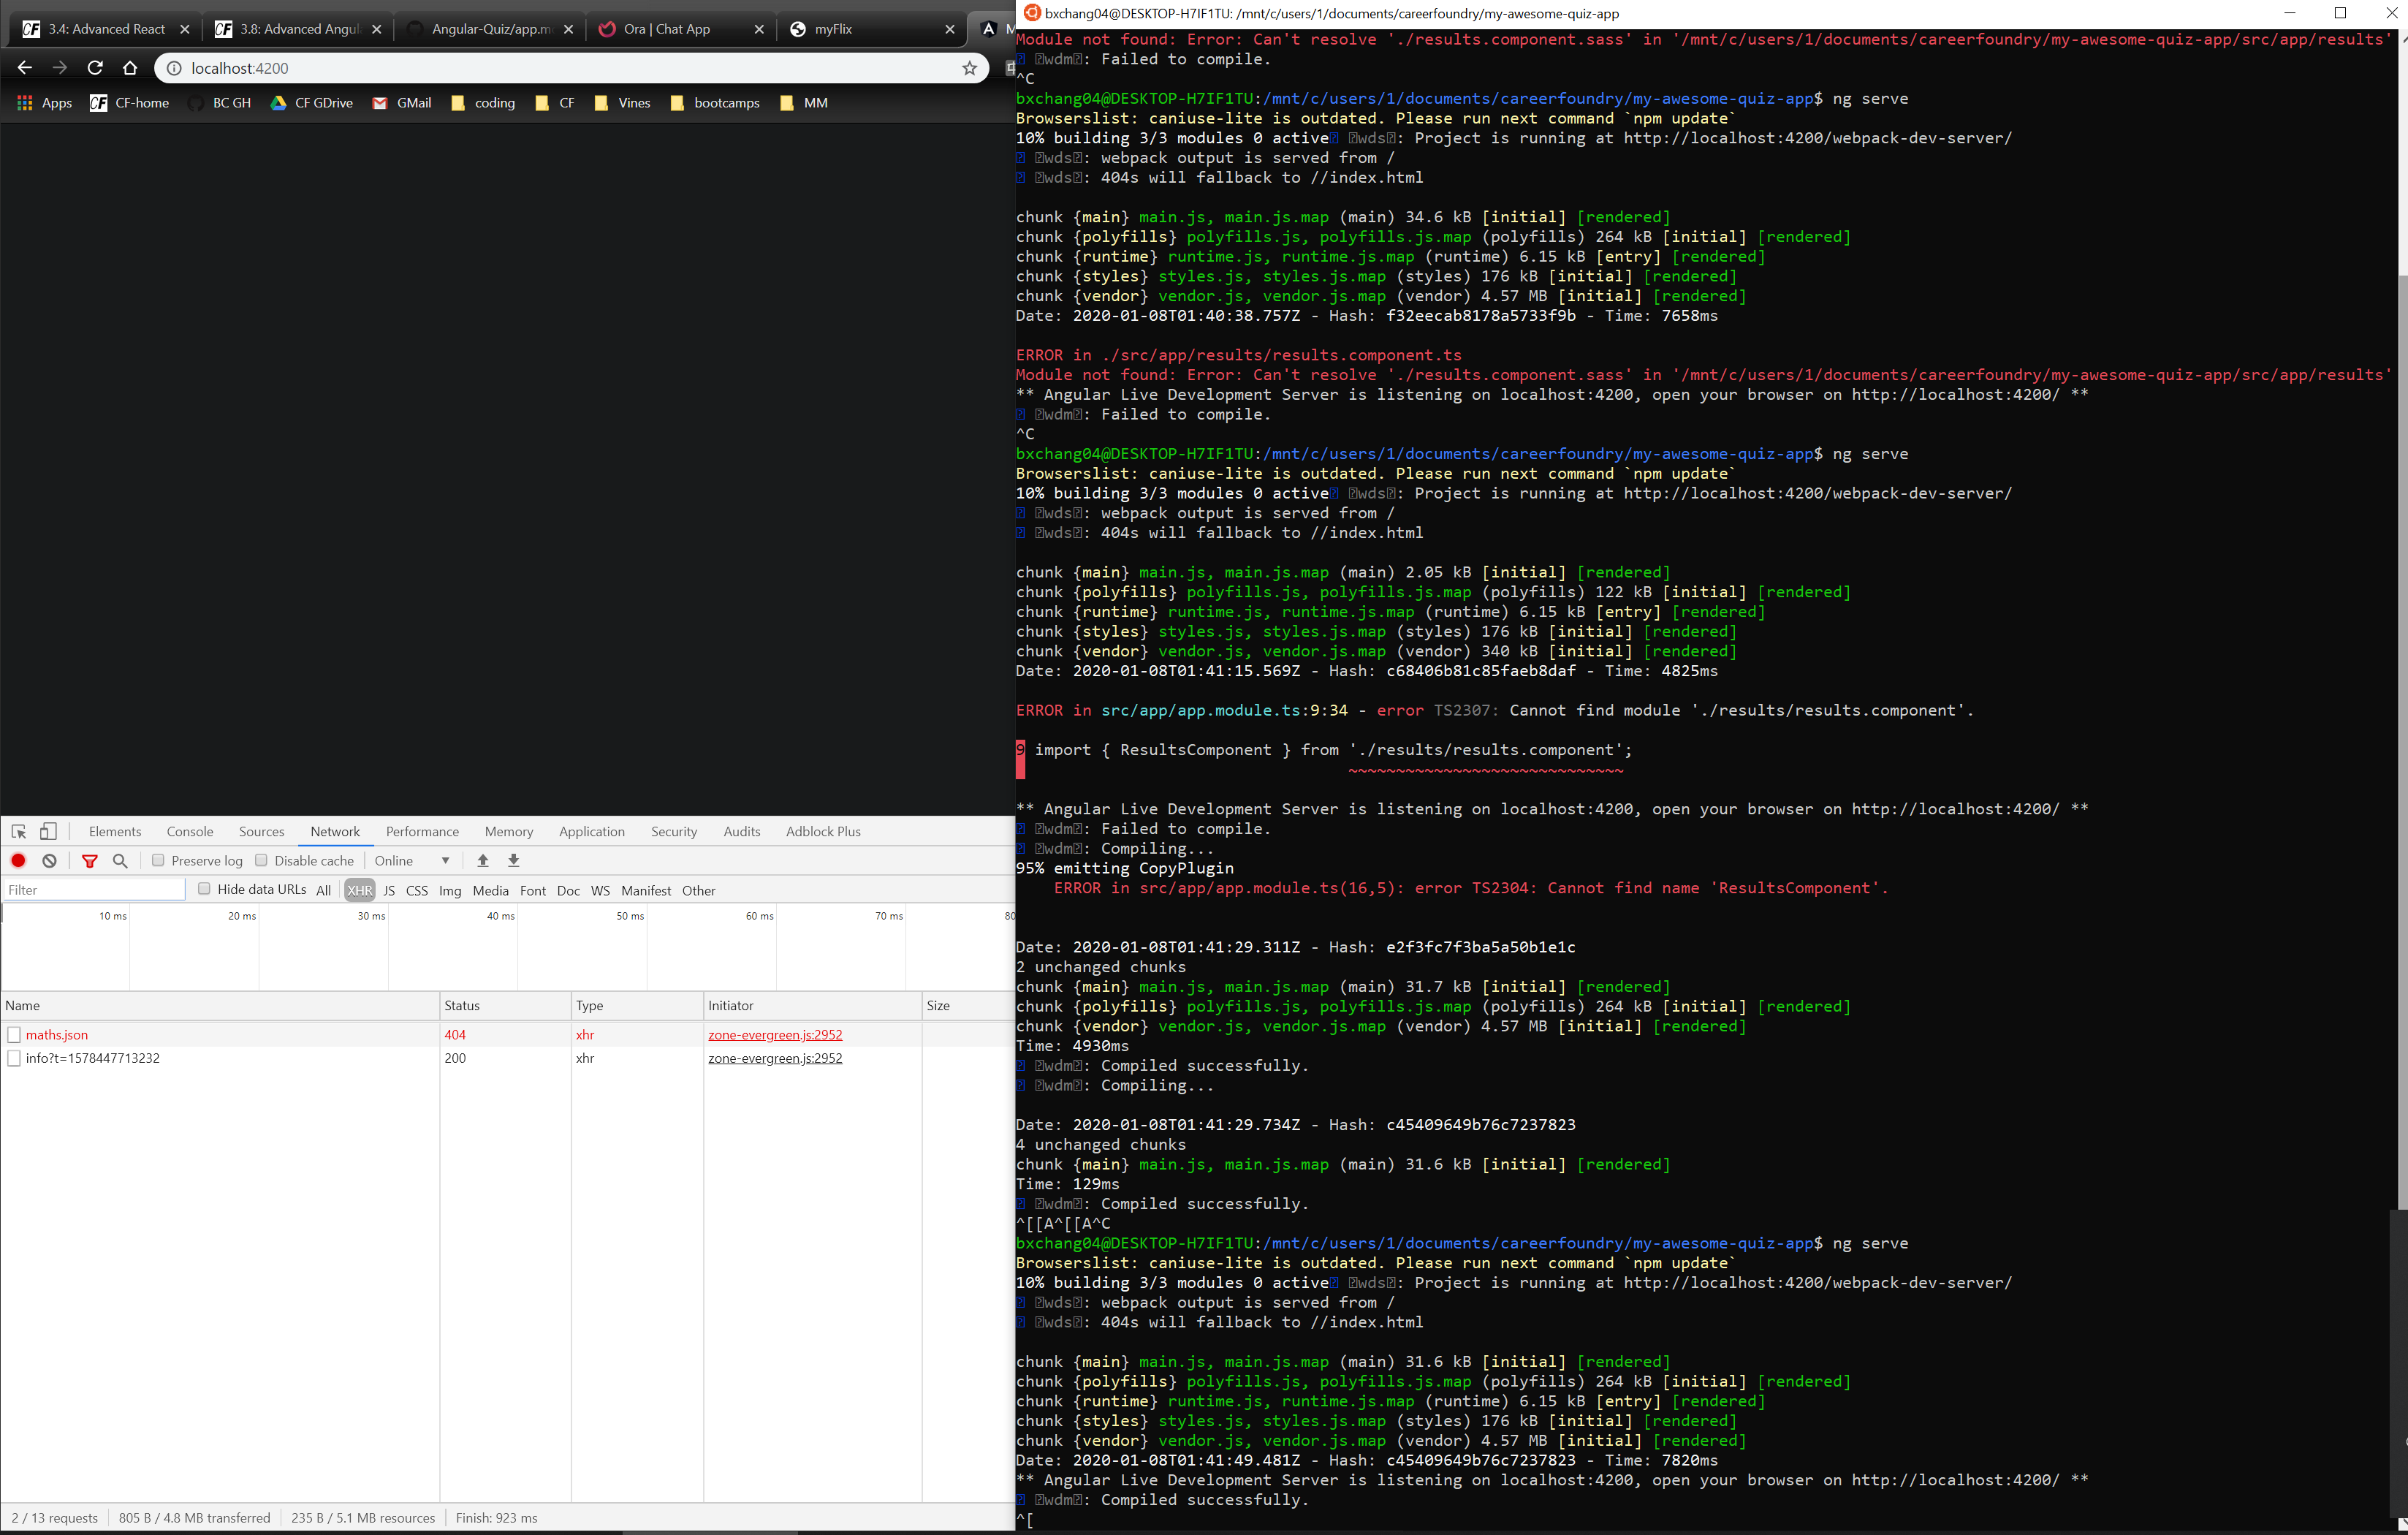 3.4: Advanced React
3.8: Advanced Angul
Angular-Quiz/app.mo
Ora | Chat App
myFlix
localhost:4200
Apps
CF-home
BC GH
CF GDrive
GMail
coding
CF
Vines
bootcamps
MM
Elements Console Sources Network Performance Memory Application Security Audits Adblock Plus
Preserve log Disable cache Online
Filter Hide data URLs All XHR JS CSS Img Media Font Doc WS Manifest Other
10 ms 20 ms 30 ms 40 ms 50 ms 60 ms 70 ms 80
Name Status Type Initiator Size
maths.json 404 xhr zone-evergreen.js:2952
info?t=1578447713232 200 xhr zone-evergreen.js:2952
2 / 13 requests 805 B / 4.8 MB transferred 235 B / 5.1 MB resources Finish: 923 ms
bxchang04@DESKTOP-H7IF1TU: /mnt/c/users/1/documents/careerfoundry/my-awesome-quiz-app
Module not found: Error: Can't resolve './results.component.sass' in '/mnt/c/users/1/documents/careerfoundry/my-awesome-quiz-app/src/app/results'
wdm: Failed to compile.
^C
bxchang04@DESKTOP-H7IF1TU:/mnt/c/users/1/documents/careerfoundry/my-awesome-quiz-app$ ng serve
Browserslist: caniuse-lite is outdated. Please run next command `npm update`
10% building 3/3 modules 0 active wds: Project is running at http://localhost:4200/webpack-dev-server/
wds: webpack output is served from /
wds: 404s will fallback to //index.html
chunk {main} main.js, main.js.map (main) 34.6 kB [initial] [rendered]
chunk {polyfills} polyfills.js, polyfills.js.map (polyfills) 264 kB [initial] [rendered]
chunk {runtime} runtime.js, runtime.js.map (runtime) 6.15 kB [entry] [rendered]
chunk {styles} styles.js, styles.js.map (styles) 176 kB [initial] [rendered]
chunk {vendor} vendor.js, vendor.js.map (vendor) 4.57 MB [initial] [rendered]
Date: 2020-01-08T01:40:38.757Z - Hash: f32eecab8178a5733f9b - Time: 7658ms
ERROR in ./src/app/results/results.component.ts
Module not found: Error: Can't resolve './results.component.sass' in '/mnt/c/users/1/documents/careerfoundry/my-awesome-quiz-app/src/app/results'
** Angular Live Development Server is listening on localhost:4200, open your browser on http://localhost:4200/ **
wdm: Failed to compile.
^C
bxchang04@DESKTOP-H7IF1TU:/mnt/c/users/1/documents/careerfoundry/my-awesome-quiz-app$ ng serve
Browserslist: caniuse-lite is outdated. Please run next command `npm update`
10% building 3/3 modules 0 active wds: Project is running at http://localhost:4200/webpack-dev-server/
wds: webpack output is served from /
wds: 404s will fallback to //index.html
chunk {main} main.js, main.js.map (main) 2.05 kB [initial] [rendered]
chunk {polyfills} polyfills.js, polyfills.js.map (polyfills) 122 kB [initial] [rendered]
chunk {runtime} runtime.js, runtime.js.map (runtime) 6.15 kB [entry] [rendered]
chunk {styles} styles.js, styles.js.map (styles) 176 kB [initial] [rendered]
chunk {vendor} vendor.js, vendor.js.map (vendor) 340 kB [initial] [rendered]
Date: 2020-01-08T01:41:15.569Z - Hash: c68406b81c85faeb8daf - Time: 4825ms
ERROR in src/app/app.module.ts:9:34 - error TS2307: Cannot find module './results/results.component'.
9 import { ResultsComponent } from './results/results.component';
~~~~~~~~~~~~~~~~~~~~~~~~~~~~~
** Angular Live Development Server is listening on localhost:4200, open your browser on http://localhost:4200/ **
wdm: Failed to compile.
wdm: Compiling...
95% emitting CopyPlugin
ERROR in src/app/app.module.ts(16,5): error TS2304: Cannot find name 'ResultsComponent'.
Date: 2020-01-08T01:41:29.311Z - Hash: e2f3fc7f3ba5a50b1e1c
2 unchanged chunks
chunk {main} main.js, main.js.map (main) 31.7 kB [initial] [rendered]
chunk {polyfills} polyfills.js, polyfills.js.map (polyfills) 264 kB [initial] [rendered]
chunk {vendor} vendor.js, vendor.js.map (vendor) 4.57 MB [initial] [rendered]
Time: 4930ms
wdm: Compiled successfully.
wdm: Compiling...
Date: 2020-01-08T01:41:29.734Z - Hash: c45409649b76c7237823
4 unchanged chunks
chunk {main} main.js, main.js.map (main) 31.6 kB [initial] [rendered]
Time: 129ms
wdm: Compiled successfully.
^[[A^[[A^C
bxchang04@DESKTOP-H7IF1TU:/mnt/c/users/1/documents/careerfoundry/my-awesome-quiz-app$ ng serve
Browserslist: caniuse-lite is outdated. Please run next command `npm update`
10% building 3/3 modules 0 active wds: Project is running at http://localhost:4200/webpack-dev-server/
wds: webpack output is served from /
wds: 404s will fallback to //index.html
chunk {main} main.js, main.js.map (main) 31.6 kB [initial] [rendered]
chunk {polyfills} polyfills.js, polyfills.js.map (polyfills) 264 kB [initial] [rendered]
chunk {runtime} runtime.js, runtime.js.map (runtime) 6.15 kB [entry] [rendered]
chunk {styles} styles.js, styles.js.map (styles) 176 kB [initial] [rendered]
chunk {vendor} vendor.js, vendor.js.map (vendor) 4.57 MB [initial] [rendered]
Date: 2020-01-08T01:41:49.481Z - Hash: c45409649b76c7237823 - Time: 7820ms
** Angular Live Development Server is listening on localhost:4200, open your browser on http://localhost:4200/ **
wdm: Compiled successfully.
^[